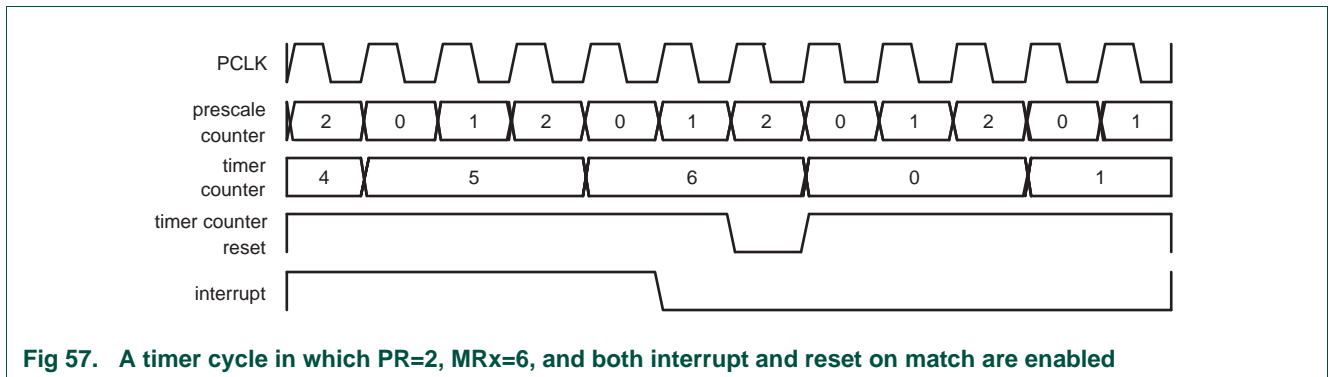 PCLK
prescale
counter
2 0 1 2 0 1 2 0 1 2 0 1
timer
counter
4 5 6 0 1
timer counter
reset
interrupt
Fig 57. A timer cycle in which PR=2, MRx=6, and both interrupt and reset on match are enabled